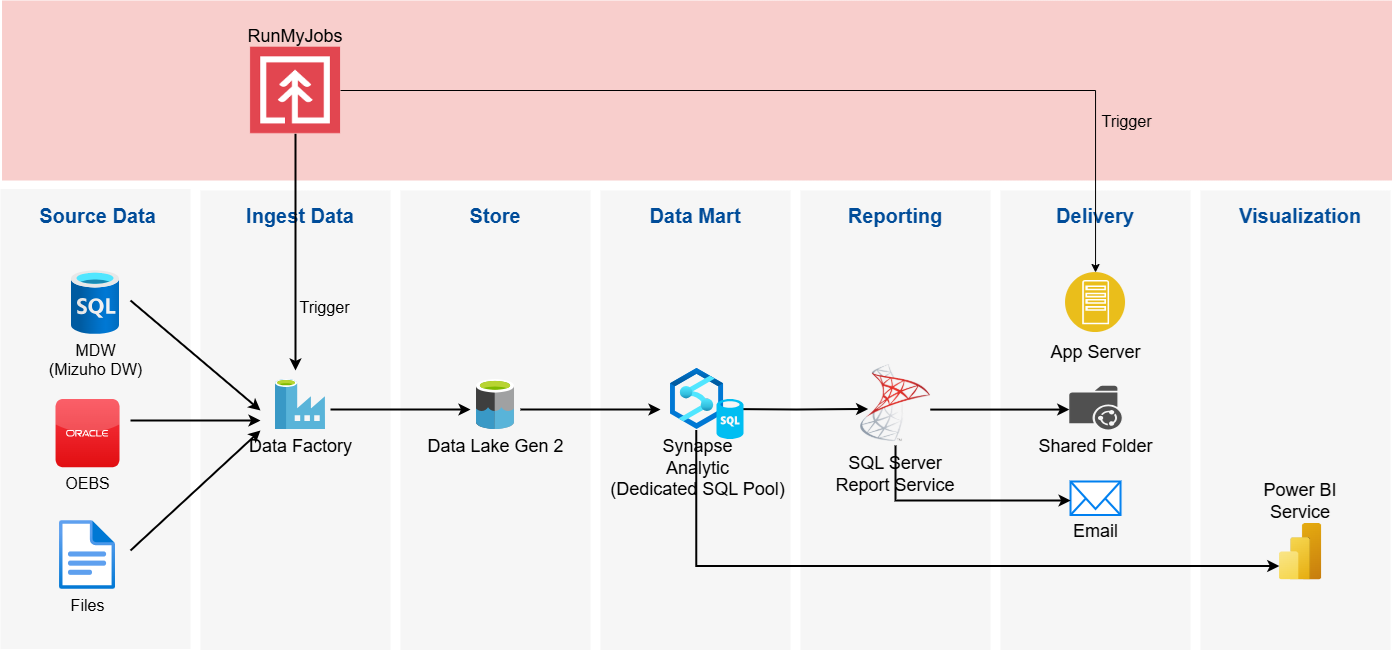 RunMyJobs
Trigger
Source Data
Ingest Data
Store
Data Mart
Reporting
Delivery
Visualization
SQL
MDW
(Mizuho DW)
Trigger
App Server
ORACLE
OEBS
Data Factory
Data Lake Gen 2
SQL
Synapse
Analytic
(Dedicated SQL Pool)
SQL Server
Report Service
Shared Folder
Email
Power BI
Service
Files